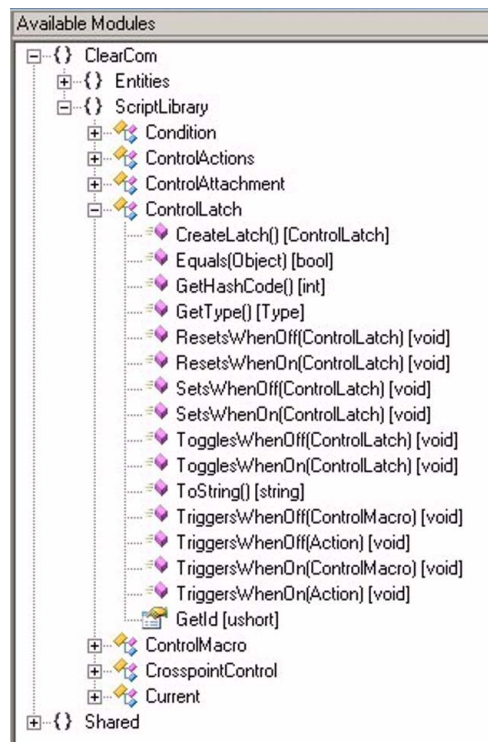 Available Modules
{} ClearCom
{} Entities
{} ScriptLibrary
Condition
ControlActions
ControlAttachment
ControlLatch
CreateLatch() [ControlLatch]
Equals(Object) [bool]
GetHashCode() [int]
GetType() [Type]
ResetsWhenOff(ControlLatch) [void]
ResetsWhenOn(ControlLatch) [void]
SetsWhenOff(ControlLatch) [void]
SetsWhenOn(ControlLatch) [void]
TogglesWhenOff(ControlLatch) [void]
TogglesWhenOn(ControlLatch) [void]
ToString() [string]
TriggersWhenOff(ControlMacro) [void]
TriggersWhenOff(Action) [void]
TriggersWhenOn(ControlMacro) [void]
TriggersWhenOn(Action) [void]
GetId [ushort]
ControlMacro
CrosspointControl
Current
{} Shared